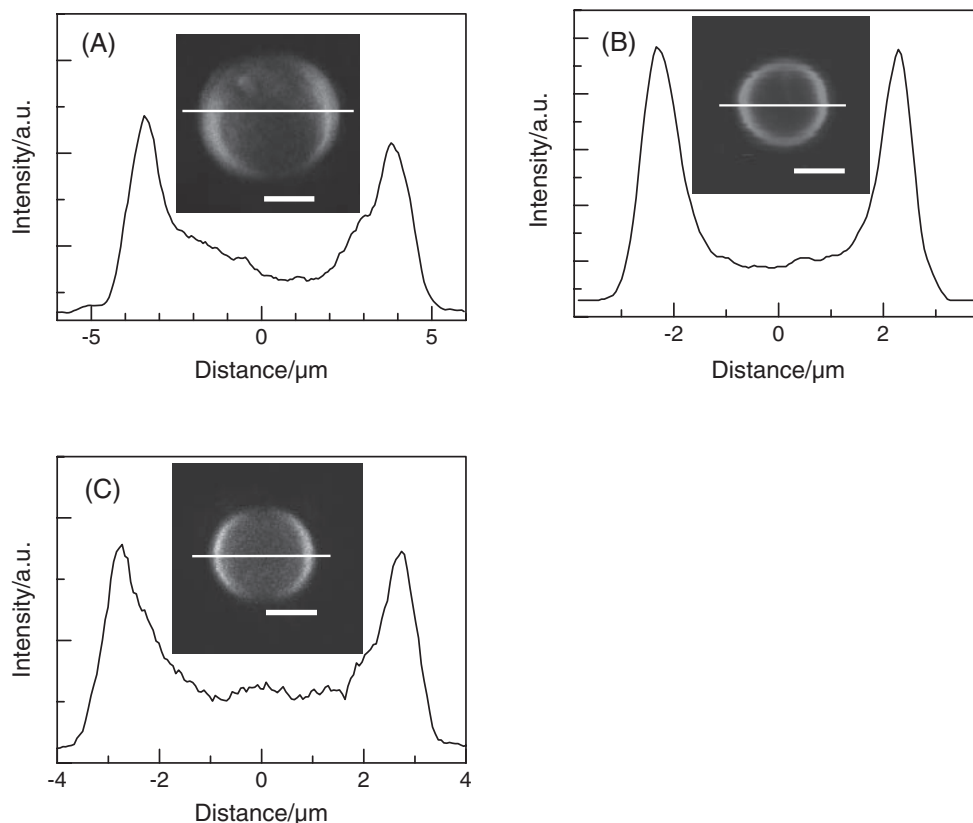 (A)
Intensity/a.u.
-5 0 5
Distance/μm
(B)
Intensity/a.u.
-2 0 2
Distance/μm
(C)
Intensity/a.u.
-4 -2 0 2 4
Distance/μm